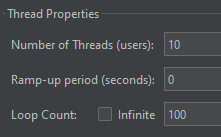 Thread Properties
Number of Threads (users): 10
Ramp-up period (seconds): 0
Loop Count: Infinite 100